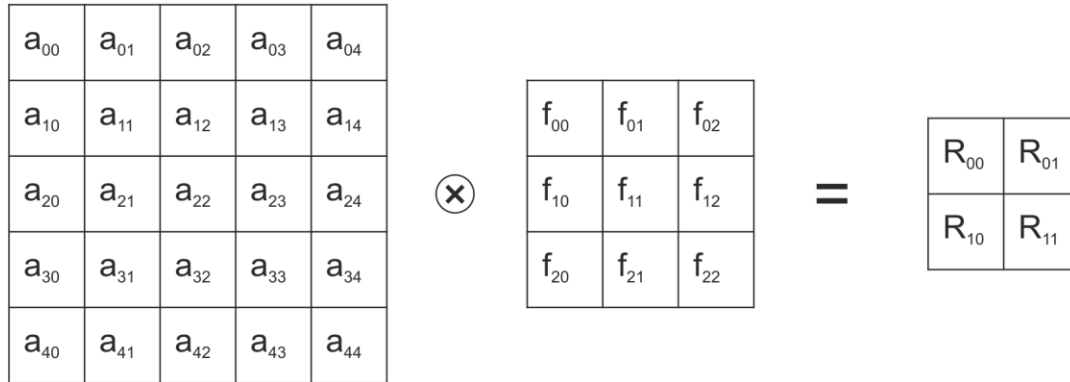 a₀₀ a₀₁ a₀₂ a₀₃ a₀₄
a₁₀ a₁₁ a₁₂ a₁₃ a₁₄
a₂₀ a₂₁ a₂₂ a₂₃ a₂₄
a₃₀ a₃₁ a₃₂ a₃₃ a₃₄
a₄₀ a₄₁ a₄₂ a₄₃ a₄₄
⊗
f₀₀ f₀₁ f₀₂
f₁₀ f₁₁ f₁₂
f₂₀ f₂₁ f₂₂
=
R₀₀ R₀₁
R₁₀ R₁₁